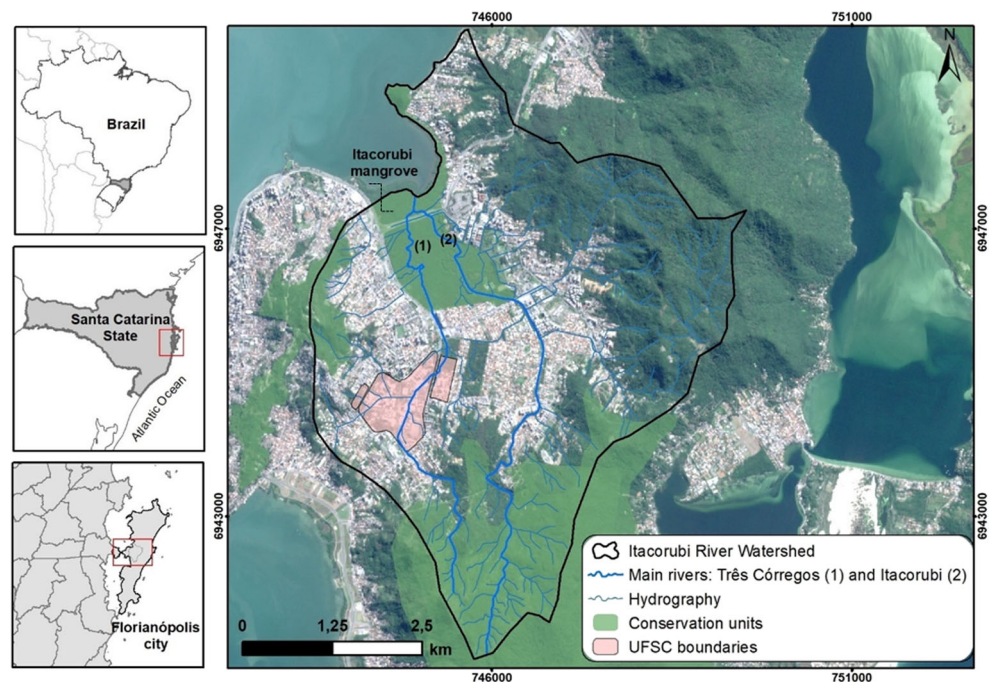 746000
751000
N
Brazil
Itacorubi
mangrove
6947000
6947000
(1)
(2)
Santa Catarina
State
Atlantic Ocean
6943000
6943000
Florianópolis
city
0
1,25
2,5
km
Itacorubi River Watershed
Main rivers: Três Córregos (1) and Itacorubi (2)
Hydrography
Conservation units
UFSC boundaries
746000
751000